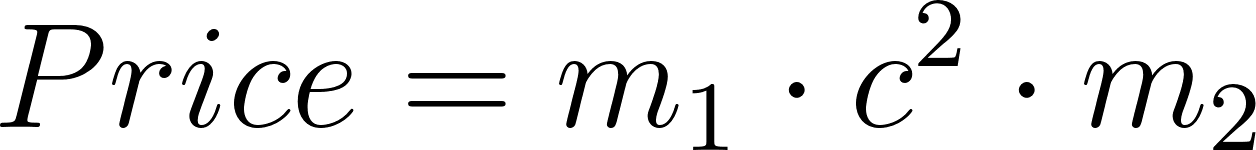 Price = m₁ · c² · m₂